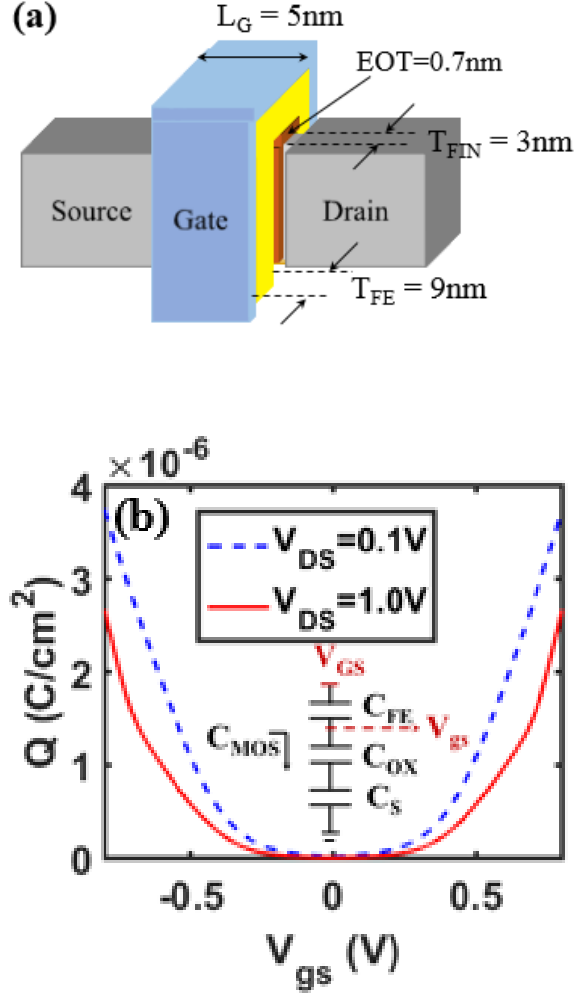 (a)
L_G = 5nm
EOT=0.7nm
T_FIN = 3nm
Source
Gate
Drain
T_FE = 9nm
× 10^-6
(b)
4
3
2
1
0
Q (C/cm^2)
V_DS=0.1V
V_DS=1.0V
V_GS
C_FE
V_gs
C_MOS
C_OX
C_S
-0.5
0
0.5
V_gs (V)